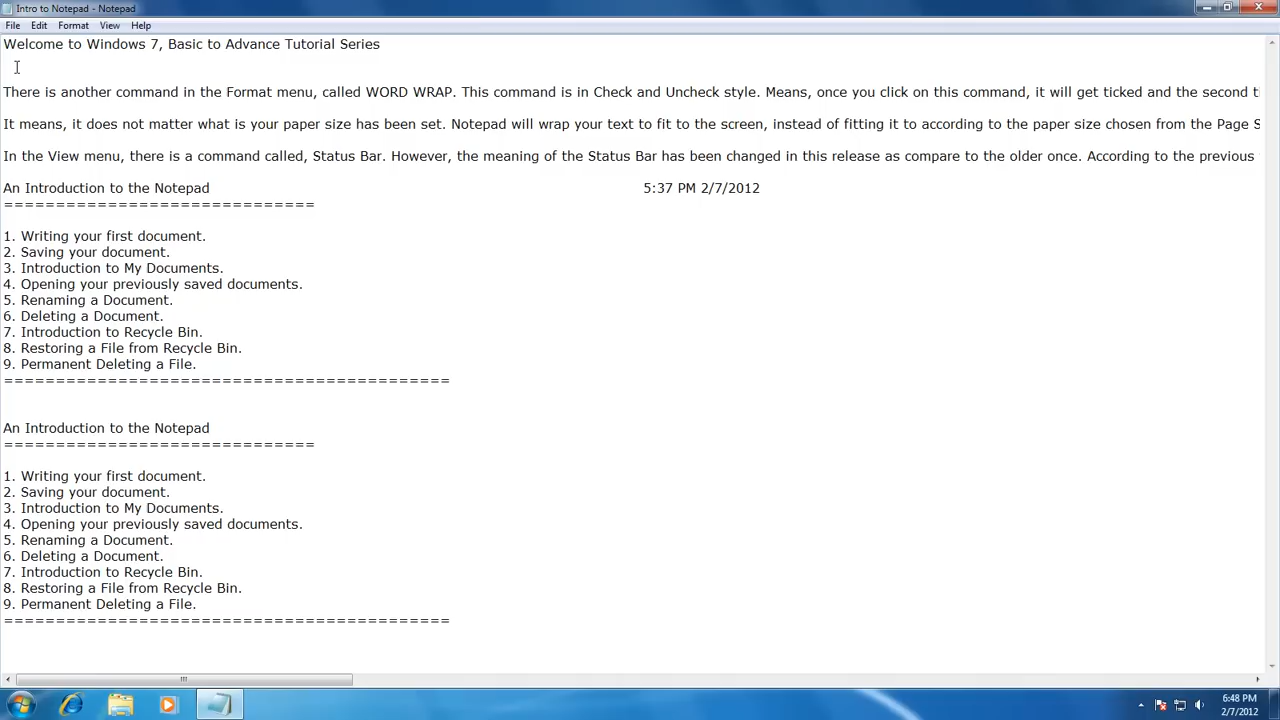 Intro to Notepad - Notepad
File Edit Format View Help
Welcome to Windows 7, Basic to Advance Tutorial Series
There is another command in the Format menu, called WORD WRAP. This command is in Check and Uncheck style. Means, once you click on this command, it will get ticked and the second t
It means, it does not matter what is your paper size has been set. Notepad will wrap your text to fit to the screen, instead of fitting it to according to the paper size chosen from the Page S
In the View menu, there is a command called, Status Bar. However, the meaning of the Status Bar has been changed in this release as compare to the older once. According to the previous
An Introduction to the Notepad 5:37 PM 2/7/2012
=============================
1. Writing your first document.
2. Saving your document.
3. Introduction to My Documents.
4. Opening your previously saved documents.
5. Renaming a Document.
6. Deleting a Document.
7. Introduction to Recycle Bin.
8. Restoring a File from Recycle Bin.
9. Permanent Deleting a File.
==========================================
An Introduction to the Notepad
=============================
1. Writing your first document.
2. Saving your document.
3. Introduction to My Documents.
4. Opening your previously saved documents.
5. Renaming a Document.
6. Deleting a Document.
7. Introduction to Recycle Bin.
8. Restoring a File from Recycle Bin.
9. Permanent Deleting a File.
==========================================
6:48 PM
2/7/2012